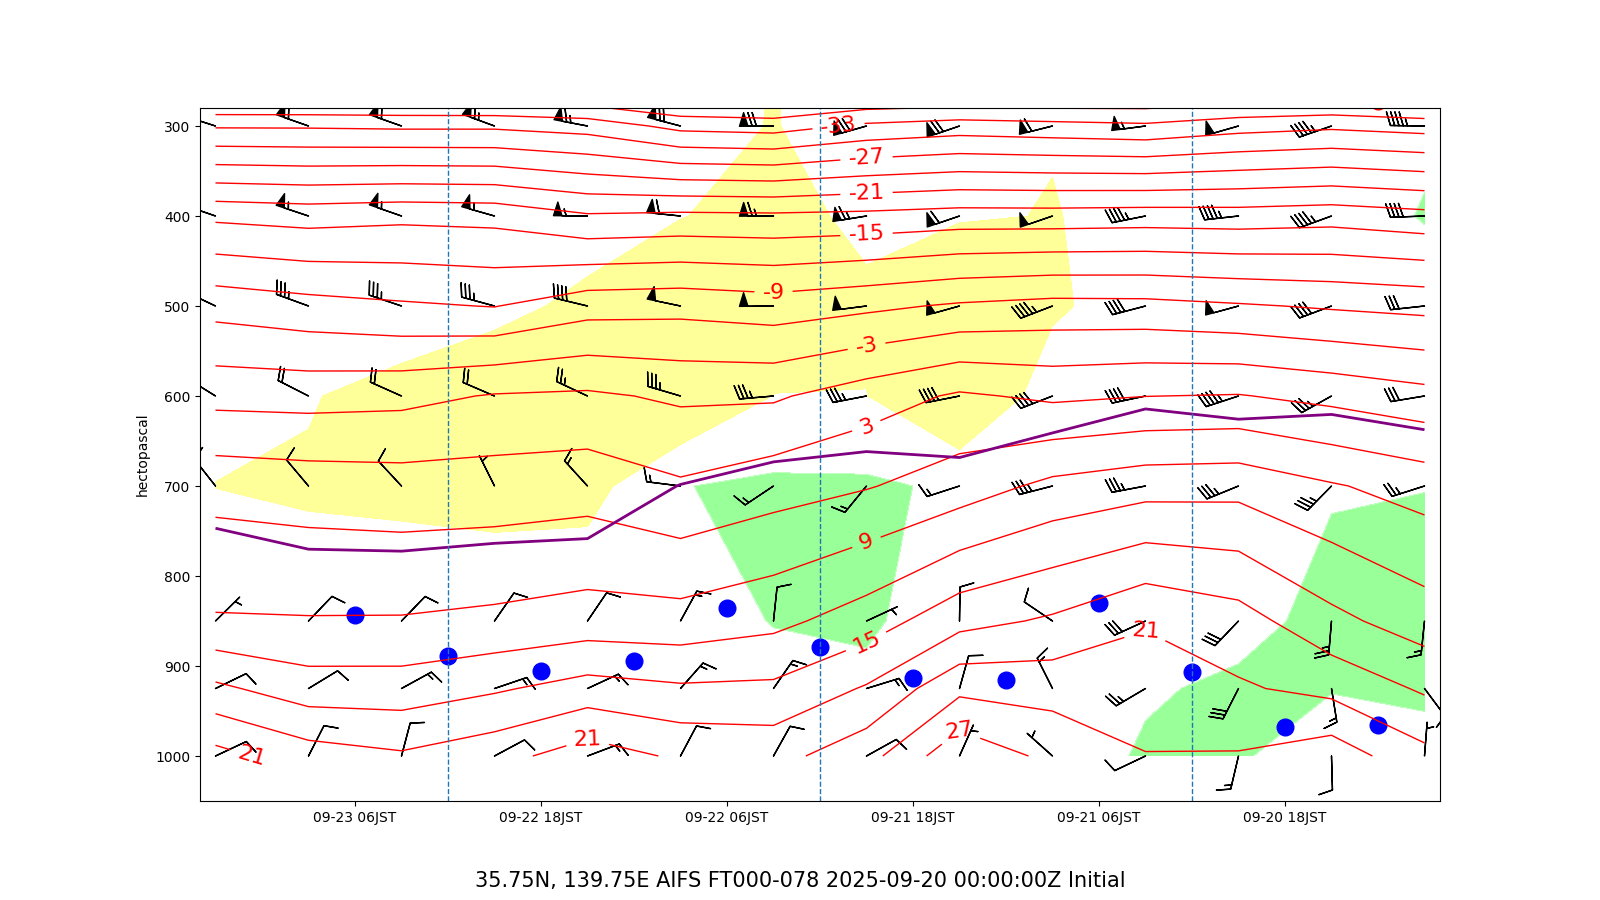 hectopascal
300
400
500
600
700
800
900
1000
-33
-27
-21
-15
-9
-3
3
9
15
21
27
21
21
09-23 06JST
09-22 18JST
09-22 06JST
09-21 18JST
09-21 06JST
09-20 18JST
35.75N, 139.75E AIFS FT000-078 2025-09-20 00:00:00Z Initial